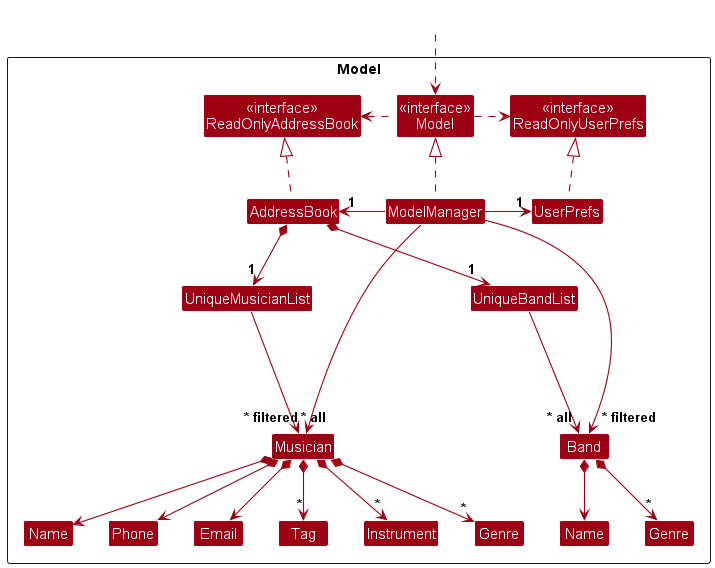 Model
«interface»
ReadOnlyAddressBook
«interface»
Model
«interface»
ReadOnlyUserPrefs
AddressBook
1
ModelManager
1
UserPrefs
1
1
UniqueMusicianList
UniqueBandList
* filtered
* all
* all
* filtered
Musician
Band
*
*
*
*
Name
Phone
Email
Tag
Instrument
Genre
Name
Genre